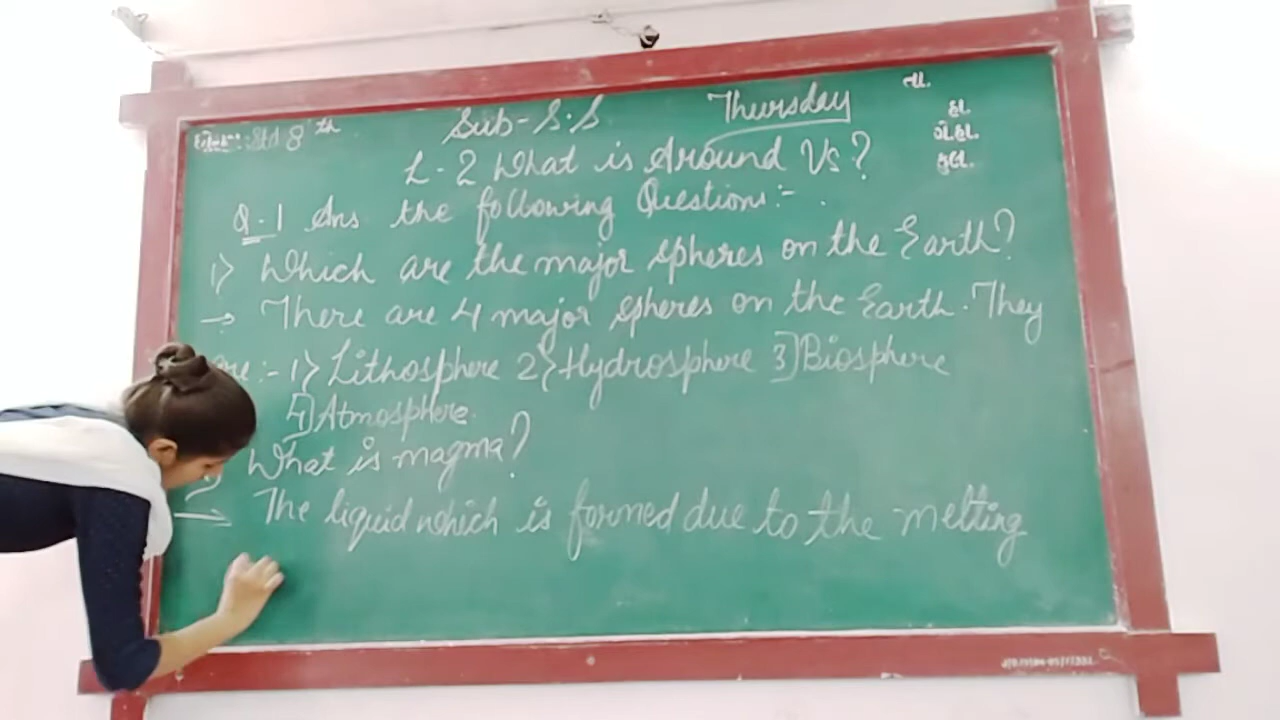 Std 8th Sub-S.S Thursday તા.
હા.
ગે.હા.
કુલ.
L-2 What is Around Us?
Q-1 Ans the following Questions:-
1> Which are the major spheres on the Earth?
→ There are 4 major spheres on the Earth. They
are:- 1> Lithosphere 2> Hydrosphere 3] Biosphere
4] Atmosphere.
2 What is magma?
→ The liquid which is formed due to the melting